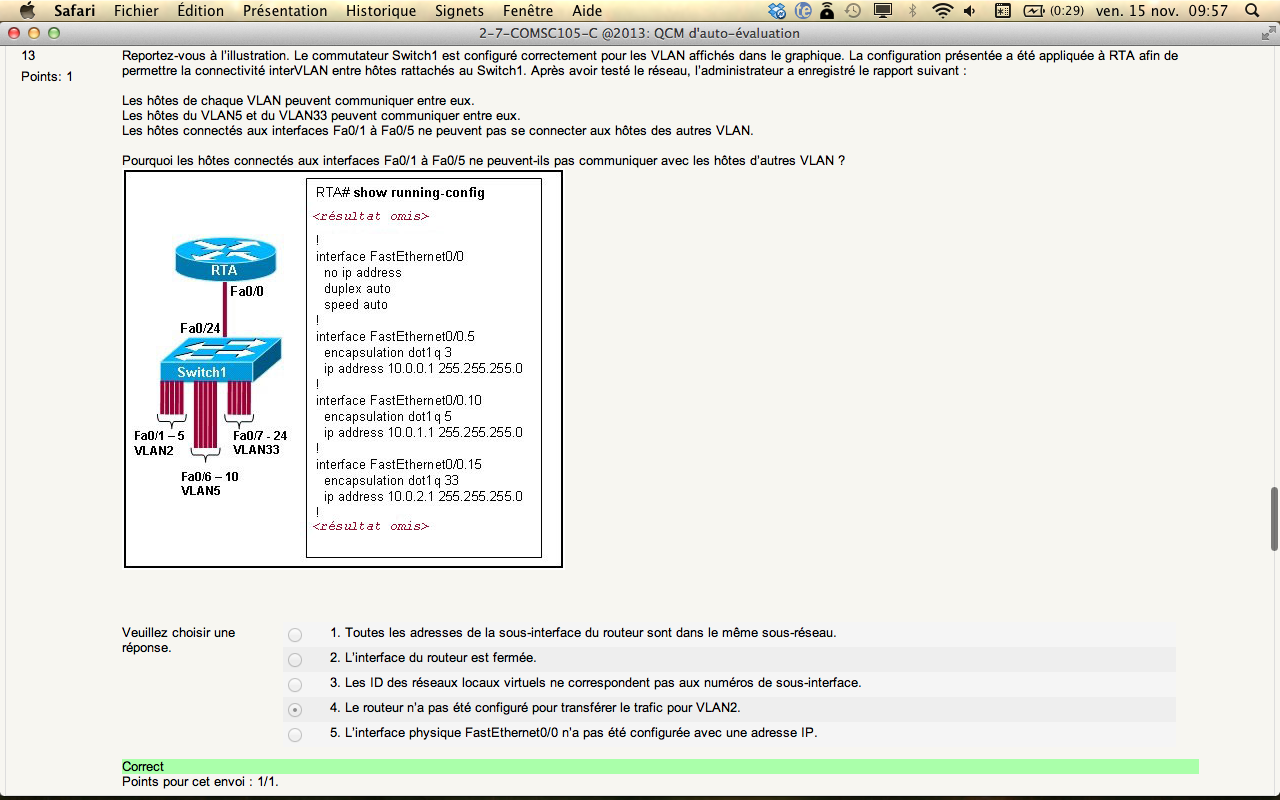 Safari Fichier Édition Présentation Historique Signets Fenêtre Aide (0:29) ven. 15 nov. 09:57
2-7-COMSC105-C @2013: QCM d'auto-évaluation
13
Points: 1
Reportez-vous à l'illustration. Le commutateur Switch1 est configuré correctement pour les VLAN affichés dans le graphique. La configuration présentée a été appliquée à RTA afin de
permettre la connectivité interVLAN entre hôtes rattachés au Switch1. Après avoir testé le réseau, l'administrateur a enregistré le rapport suivant :
Les hôtes de chaque VLAN peuvent communiquer entre eux.
Les hôtes du VLAN5 et du VLAN33 peuvent communiquer entre eux.
Les hôtes connectés aux interfaces Fa0/1 à Fa0/5 ne peuvent pas se connecter aux hôtes des autres VLAN.
Pourquoi les hôtes connectés aux interfaces Fa0/1 à Fa0/5 ne peuvent-ils pas communiquer avec les hôtes d'autres VLAN ?
RTA
Fa0/0
Fa0/24
Switch1
Fa0/1 – 5
VLAN2
Fa0/7 - 24
VLAN33
Fa0/6 – 10
VLAN5
RTA# show running-config
<résultat omis>
!
interface FastEthernet0/0
no ip address
duplex auto
speed auto
!
interface FastEthernet0/0.5
encapsulation dot1q 3
ip address 10.0.0.1 255.255.255.0
!
interface FastEthernet0/0.10
encapsulation dot1q 5
ip address 10.0.1.1 255.255.255.0
!
interface FastEthernet0/0.15
encapsulation dot1q 33
ip address 10.0.2.1 255.255.255.0
!
<résultat omis>
Veuillez choisir une
réponse.
1. Toutes les adresses de la sous-interface du routeur sont dans le même sous-réseau.
2. L'interface du routeur est fermée.
3. Les ID des réseaux locaux virtuels ne correspondent pas aux numéros de sous-interface.
4. Le routeur n'a pas été configuré pour transférer le trafic pour VLAN2.
5. L'interface physique FastEthernet0/0 n'a pas été configurée avec une adresse IP.
Correct
Points pour cet envoi : 1/1.